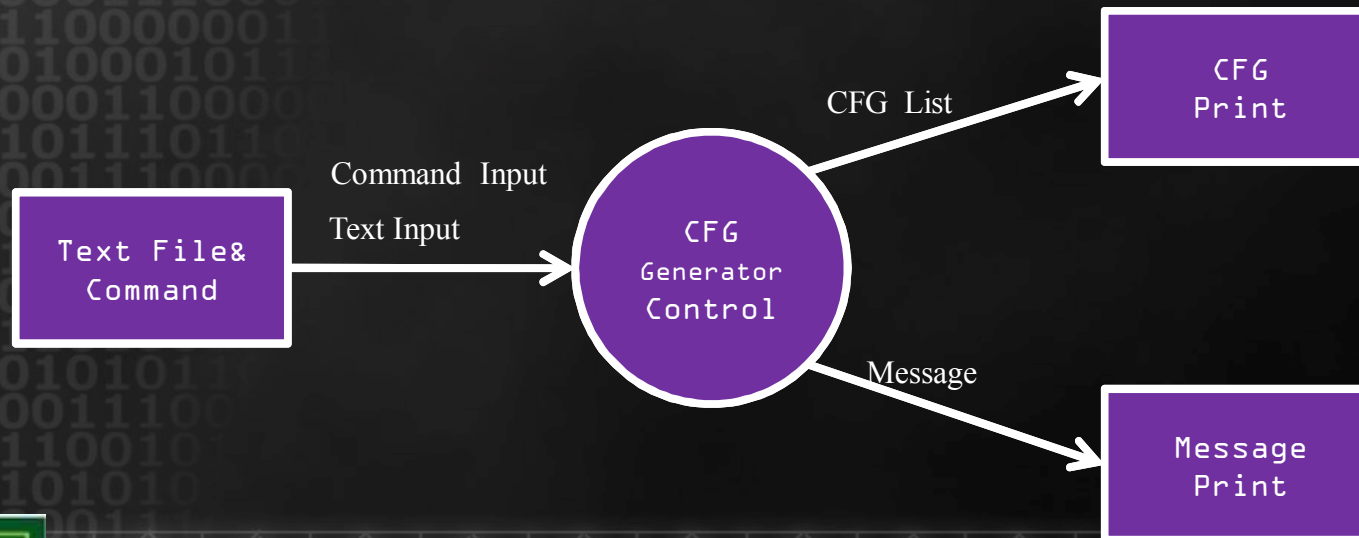 Text File&
Command
Command Input
Text Input
CFG
Generator
Control
CFG List
CFG
Print
Message
Message
Print